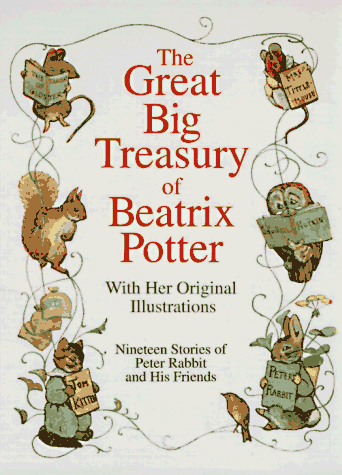 The
Great
Big
Treasury
of
Beatrix
Potter
With Her Original
Illustrations
Nineteen Stories of
Peter Rabbit
and His Friends
TOM
KITTEN
PETER
RABBIT